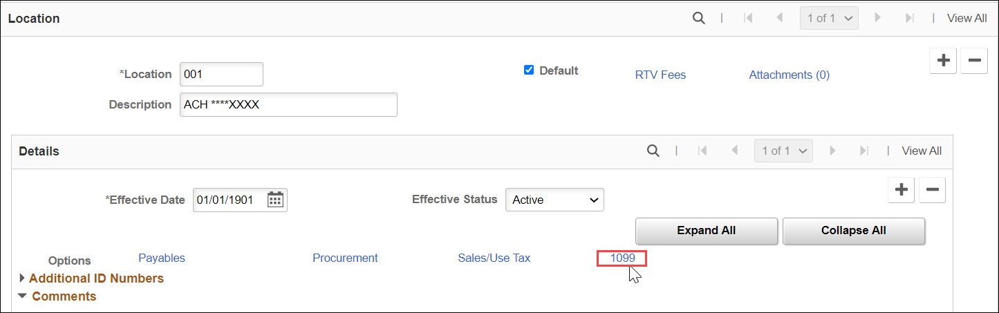 Location 1 of 1 View All
*Location 001 Default RTV Fees Attachments (0)
Description ACH ****XXXX
Details 1 of 1 View All
*Effective Date 01/01/1901 Effective Status Active
Expand All Collapse All
Options Payables Procurement Sales/Use Tax 1099
Additional ID Numbers
Comments